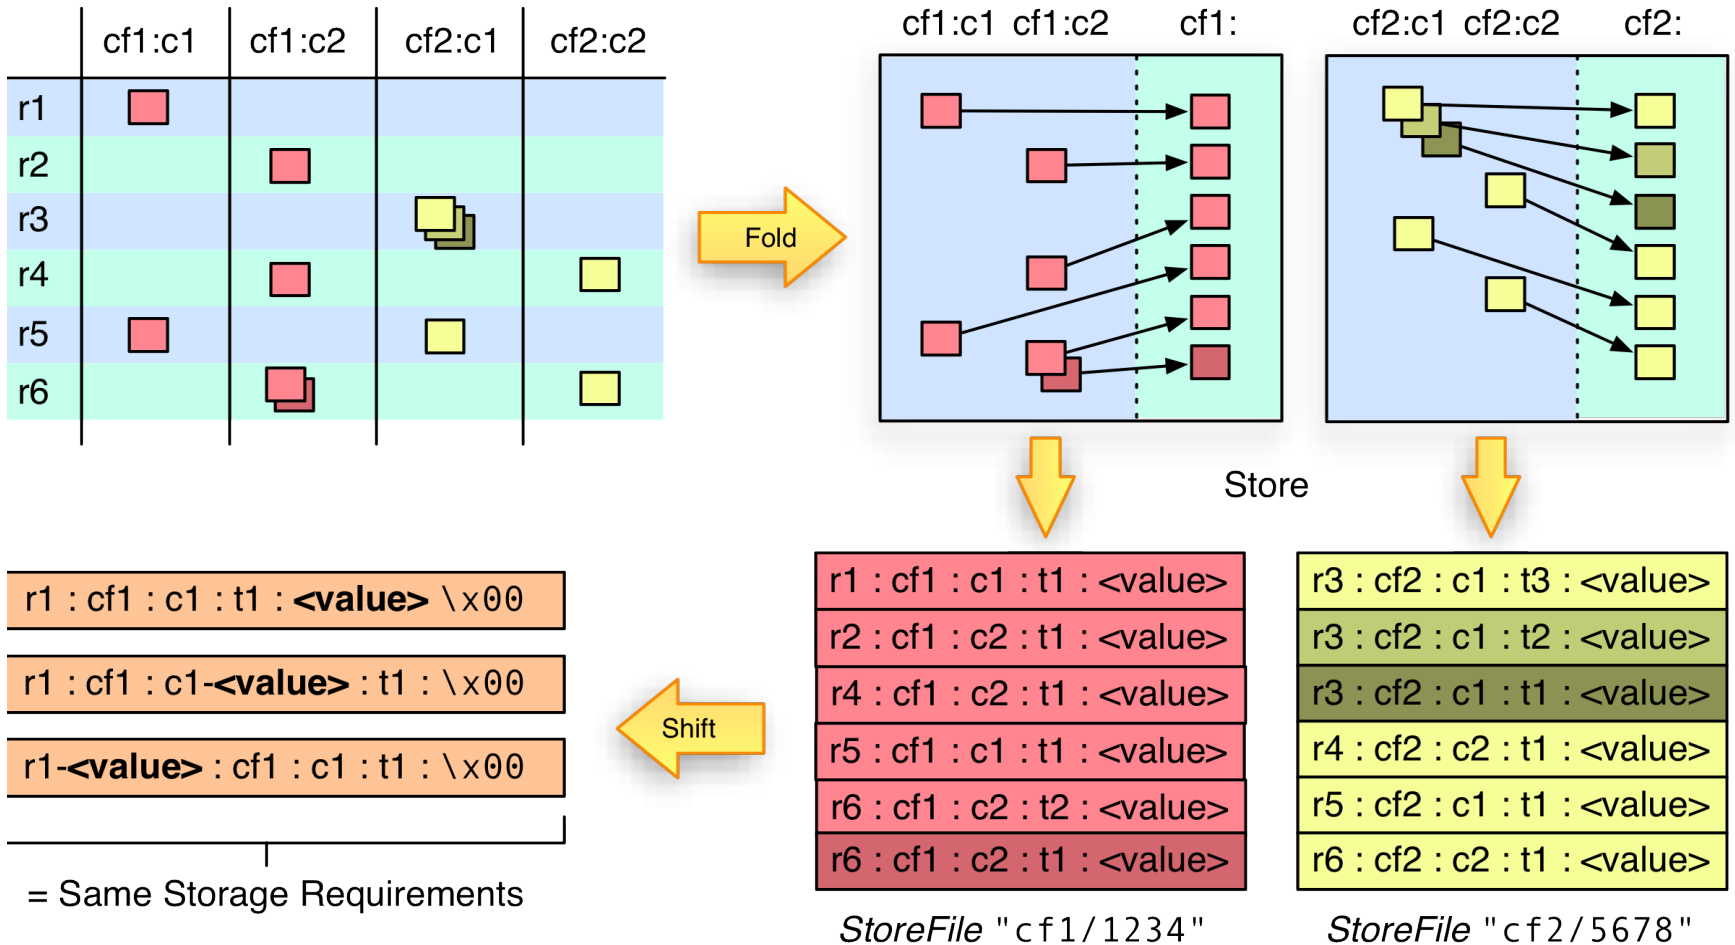 cf1:c1 cf1:c2 cf2:c1 cf2:c2
r1
r2
r3
r4
r5
r6
Fold
cf1:c1 cf1:c2 cf1:
cf2:c1 cf2:c2 cf2:
Store
r1 : cf1 : c1 : t1 : <value>
r2 : cf1 : c2 : t1 : <value>
r4 : cf1 : c2 : t1 : <value>
r5 : cf1 : c1 : t1 : <value>
r6 : cf1 : c2 : t2 : <value>
r6 : cf1 : c2 : t1 : <value>
StoreFile "cf1/1234"
r3 : cf2 : c1 : t3 : <value>
r3 : cf2 : c1 : t2 : <value>
r3 : cf2 : c1 : t1 : <value>
r4 : cf2 : c2 : t1 : <value>
r5 : cf2 : c1 : t1 : <value>
r6 : cf2 : c2 : t1 : <value>
StoreFile "cf2/5678"
Shift
r1 : cf1 : c1 : t1 : <value> \x00
r1 : cf1 : c1-<value> : t1 : \x00
r1-<value> : cf1 : c1 : t1 : \x00
= Same Storage Requirements